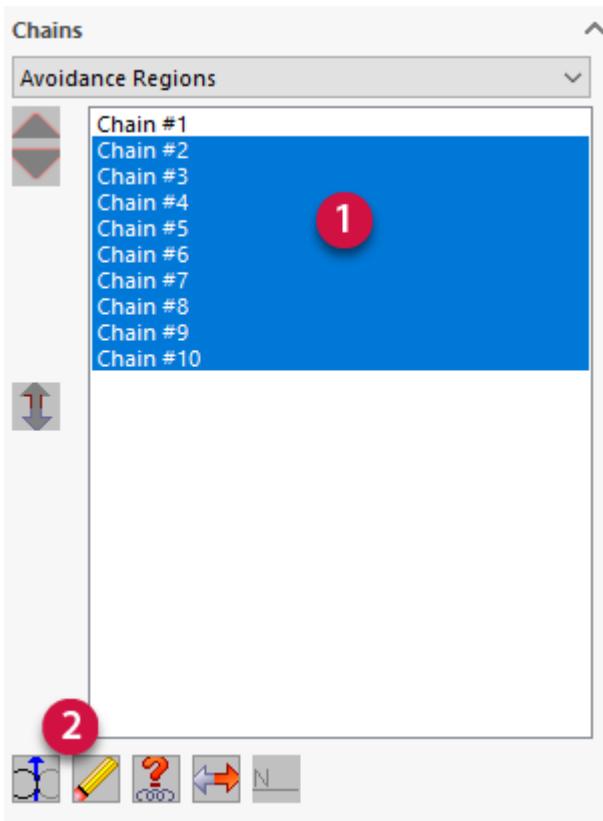 Chains
Avoidance Regions
Chain #1
Chain #2
Chain #3
Chain #4
Chain #5
Chain #6
Chain #7
Chain #8
Chain #9
Chain #10
1
2
?
N